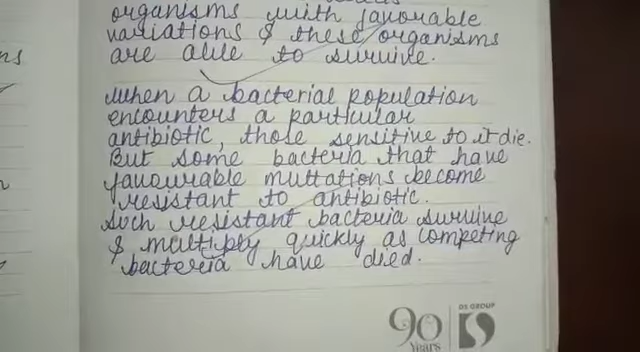 organisms with favorable
variations & these organisms
are able to survive.
when a bacterial population
encounters a particular
antibiotic, those sensitive to it die.
But some bacteria that have
favourable muttations become
resistant to antibiotic.
Such resistant bacteria survive
& multiply quickly as competing
bacteria have died.
90 Years
DS GROUP